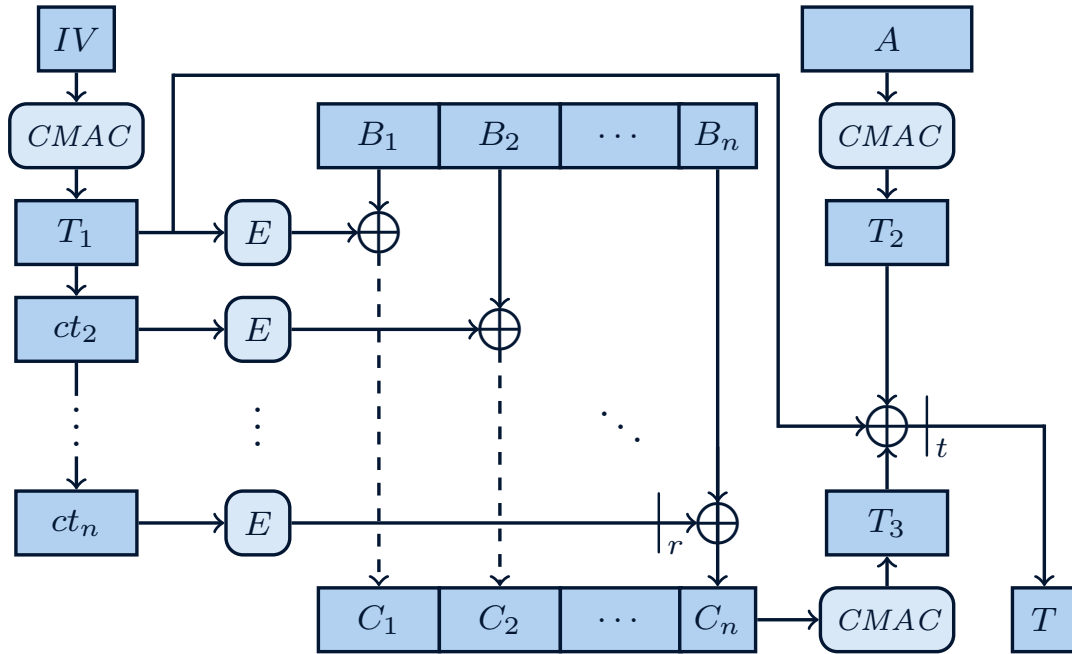 IV
A
CMAC
CMAC
B₁ B₂ ⋯ Bₙ
T₁
E
T₂
ct₂
E
⋮
⋮
⋱
t
ctₙ
E
r
T₃
C₁ C₂ ⋯ Cₙ
CMAC
T